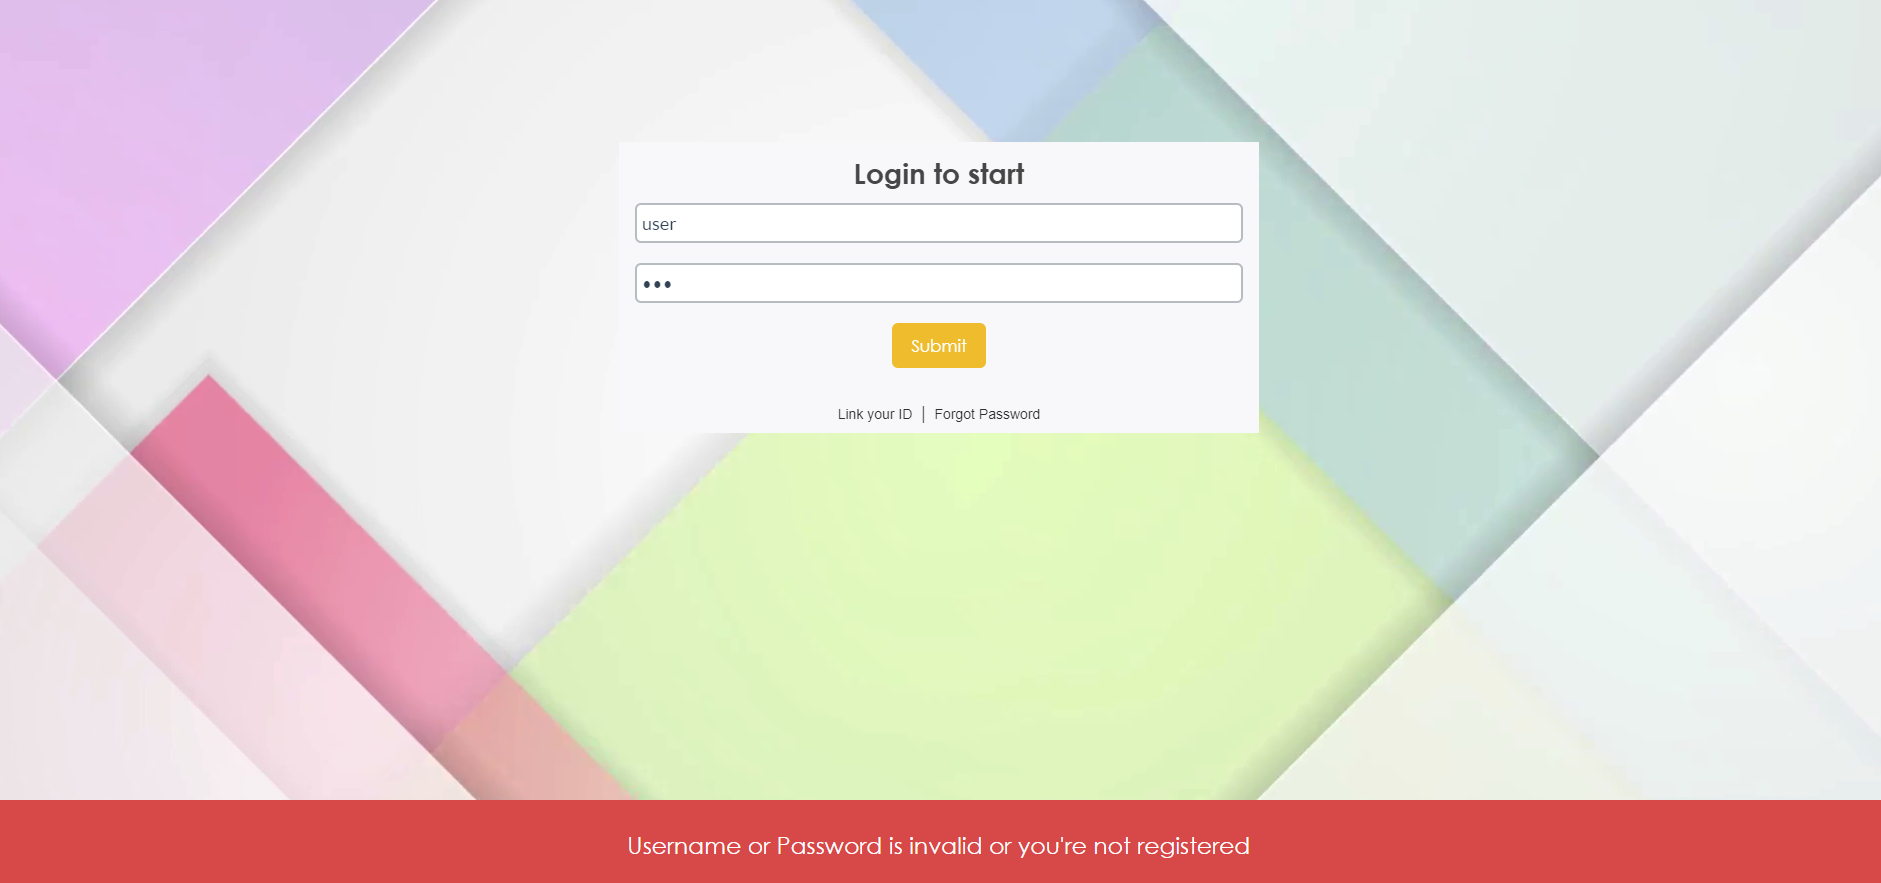 Login to start
user
•••
Submit
Link your ID | Forgot Password
Username or Password is invalid or you're not registered